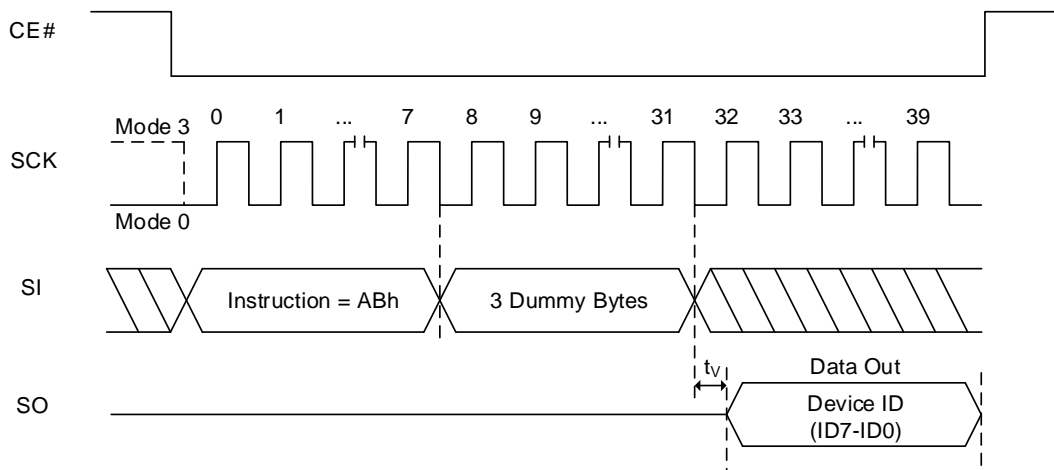 CE#
0 1 ... 7 8 9 ... 31 32 33 ... 39
Mode 3
SCK
Mode 0
SI
Instruction = ABh
3 Dummy Bytes
tV
Data Out
SO
Device ID
(ID7-ID0)